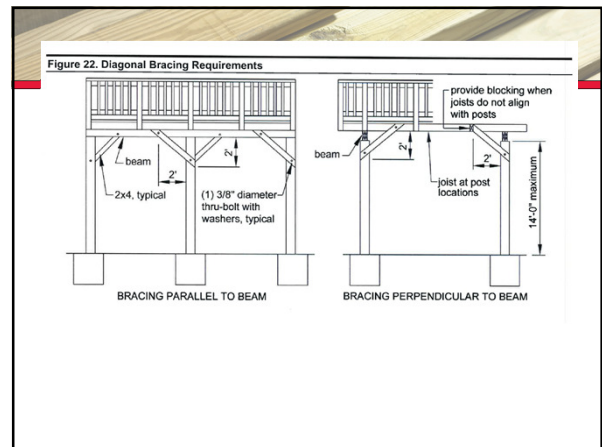 Figure 22. Diagonal Bracing Requirements
beam
2x4, typical
2'
2'
(1) 3/8" diameter
thru-bolt with
washers, typical
BRACING PARALLEL TO BEAM
provide blocking when
joists do not align
with posts
beam
2'
2'
joist at post
locations
14'-0" maximum
BRACING PERPENDICULAR TO BEAM